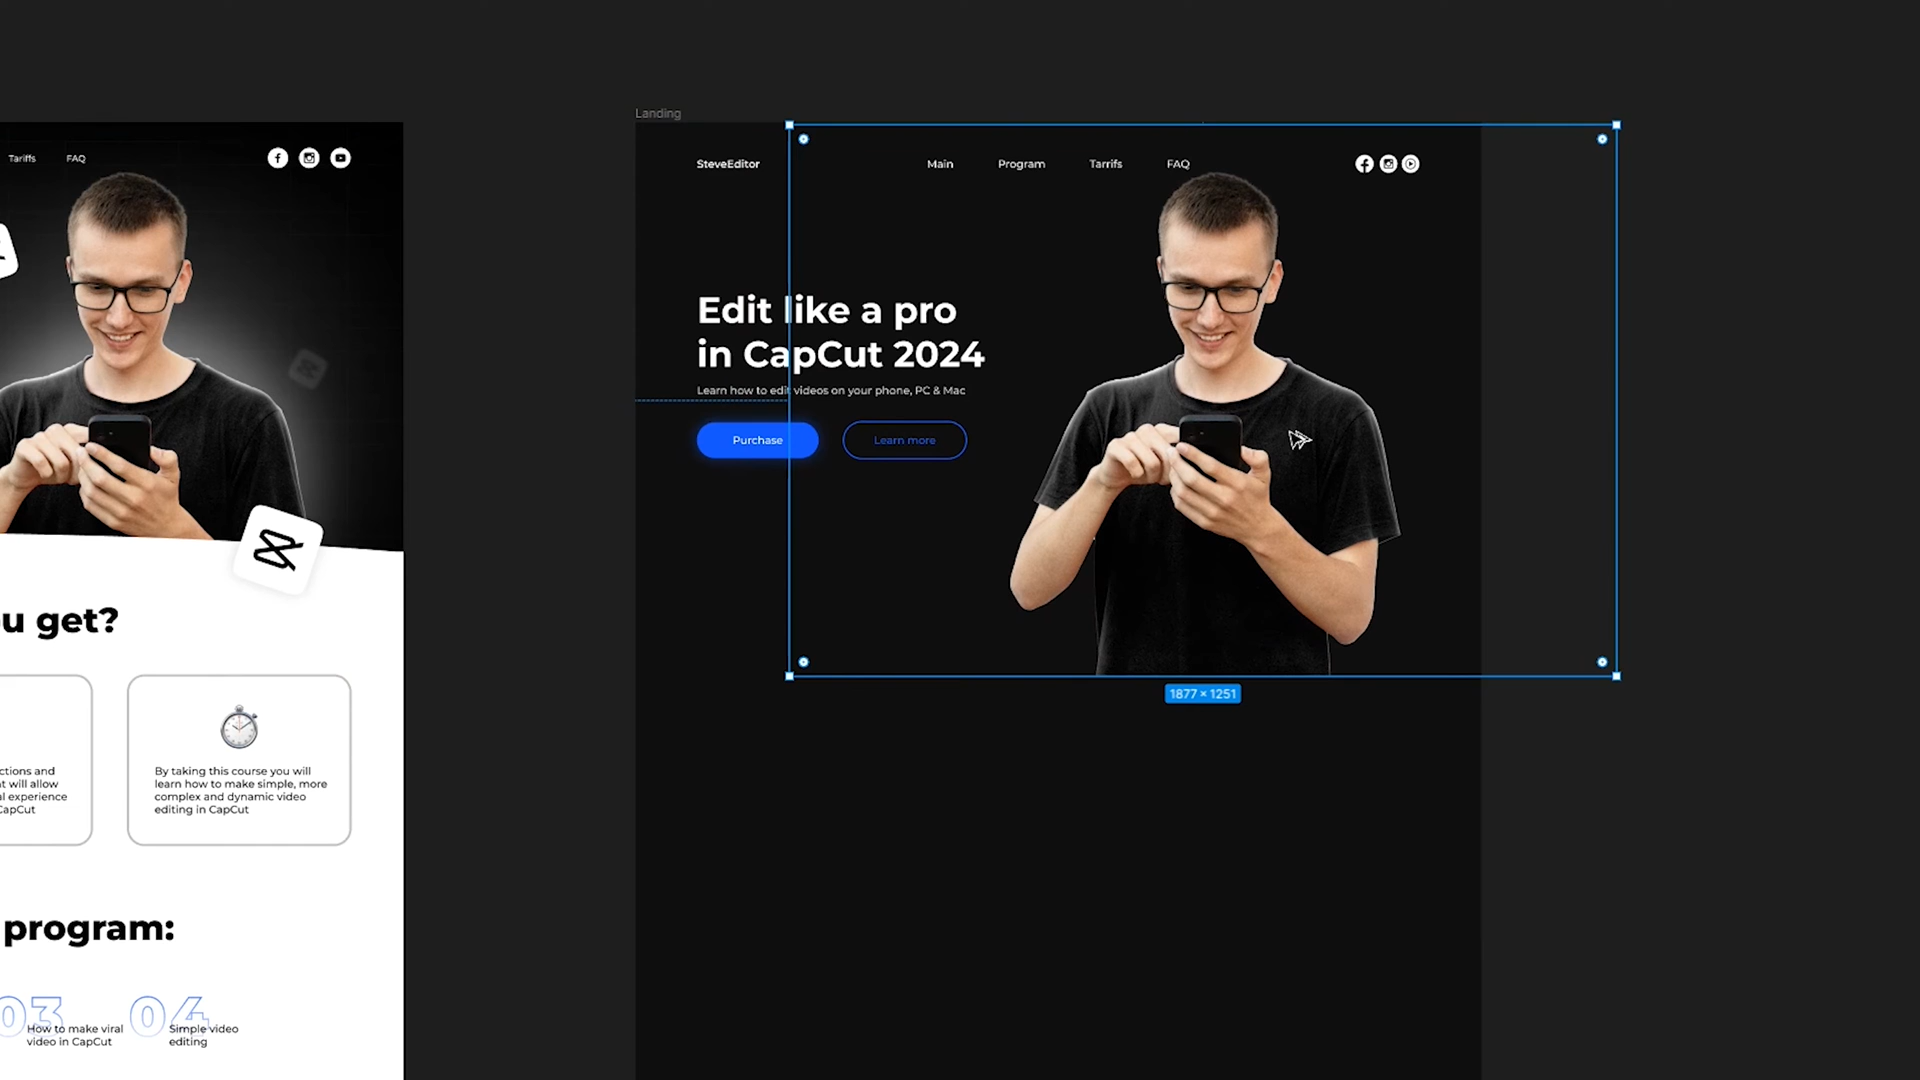 Tariffs
FAQ
u get?
ctions and
t will allow
al experience
CapCut
By taking this course you will
learn how to make simple, more
complex and dynamic video
editing in CapCut
program:
03
How to make viral
video in CapCut
04
Simple video
editing
Landing
SteveEditor
Main
Program
Tarrifs
FAQ
Edit like a pro
in CapCut 2024
Learn how to edit videos on your phone, PC & Mac
Purchase
Learn more
1877 × 1251